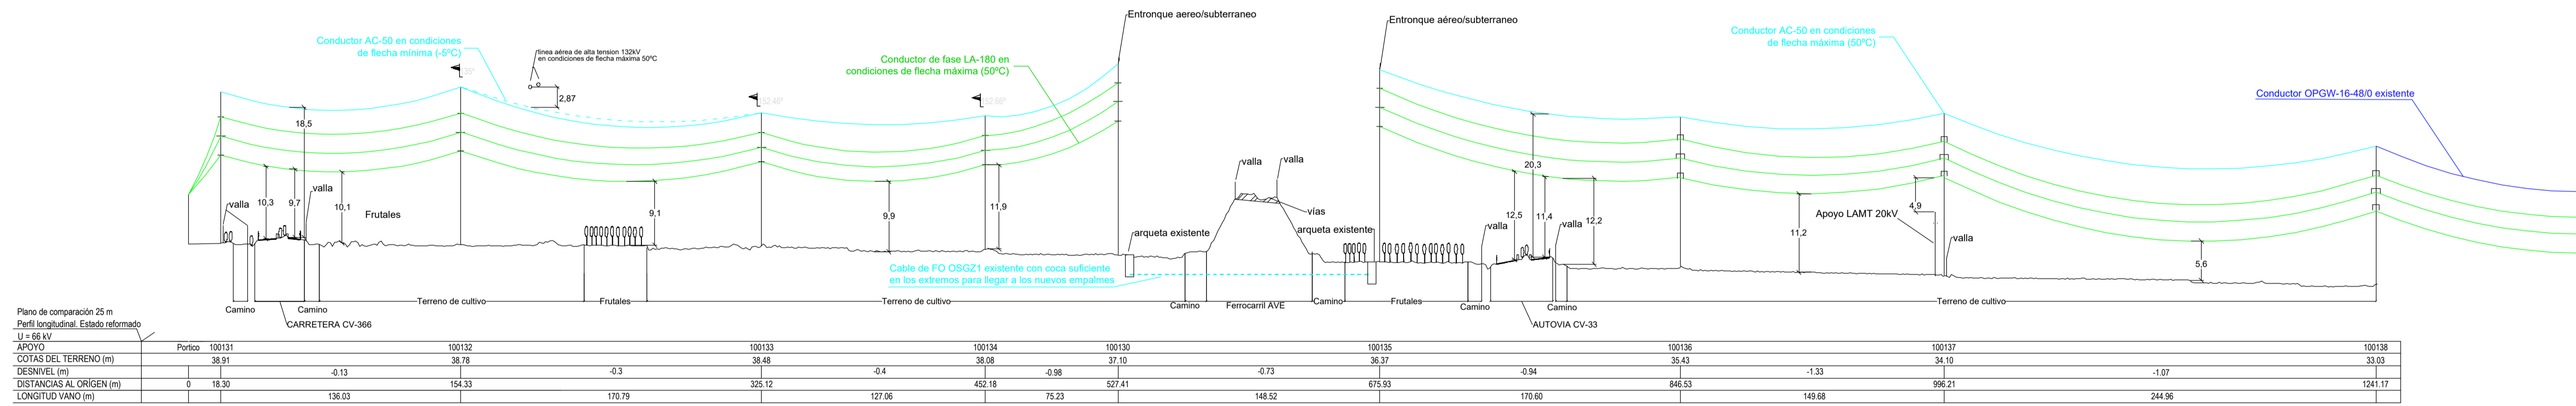 Entronque aereo/subterraneo
Entronque aéreo/subterraneo
Conductor AC-50 en condiciones
de flecha mínima (-5ºC)
linea aérea de alta tension 132kV
en condiciones de flecha máxima 50ºC
2,87
Conductor de fase LA-180 en
condiciones de flecha máxima (50ºC)
Conductor AC-50 en condiciones
de flecha máxima (50ºC)
Conductor OPGW-16-48/0 existente
152.46º
152.66º
18,5
10,3
9,7
10,1
valla
valla
Frutales
9,1
9,9
11,9
valla
valla
vías
arqueta existente
arqueta existente
20,3
12,5
11,4
12,2
valla
valla
11,2
4,9
Apoyo LAMT 20kV
valla
5,6
Cable de FO OSGZ1 existente con coca suficiente
en los extremos para llegar a los nuevos empalmes
Camino
CARRETERA CV-366
Camino
Terreno de cultivo
Frutales
Terreno de cultivo
Camino
Ferrocarril AVE
Camino
Frutales
Camino
AUTOVIA CV-33
Camino
Terreno de cultivo
Plano de comparación 25 m
Perfil longitudinal. Estado reformado
U = 66 kV
APOYO Portico 100131 100132 100133 100134 100130 100135 100136 100137 100138
COTAS DEL TERRENO (m) 38.91 38.78 38.48 38.08 37.10 36.37 35.43 34.10 33.03
DESNIVEL (m) -0.13 -0.3 -0.4 -0.98 -0.73 -0.94 -1.33 -1.07
DISTANCIAS AL ORÍGEN (m) 0 18.30 154.33 325.12 452.18 527.41 675.93 846.53 996.21 1241.17
LONGITUD VANO (m) 136.03 170.79 127.06 75.23 148.52 170.60 149.68 244.96